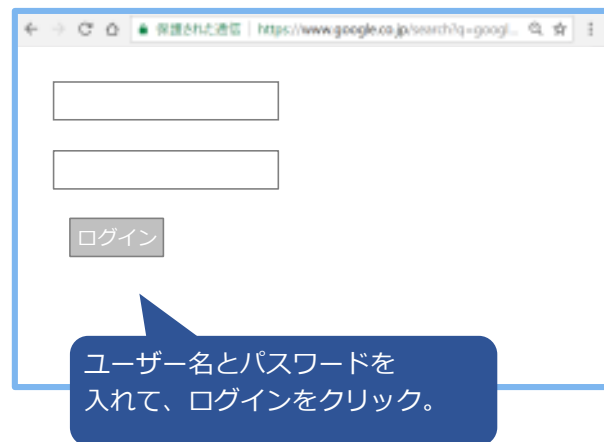 保護された通信 | https://www.google.co.jp/search?q=googl...
ログイン
ユーザー名とパスワードを
入れて、ログインをクリック。